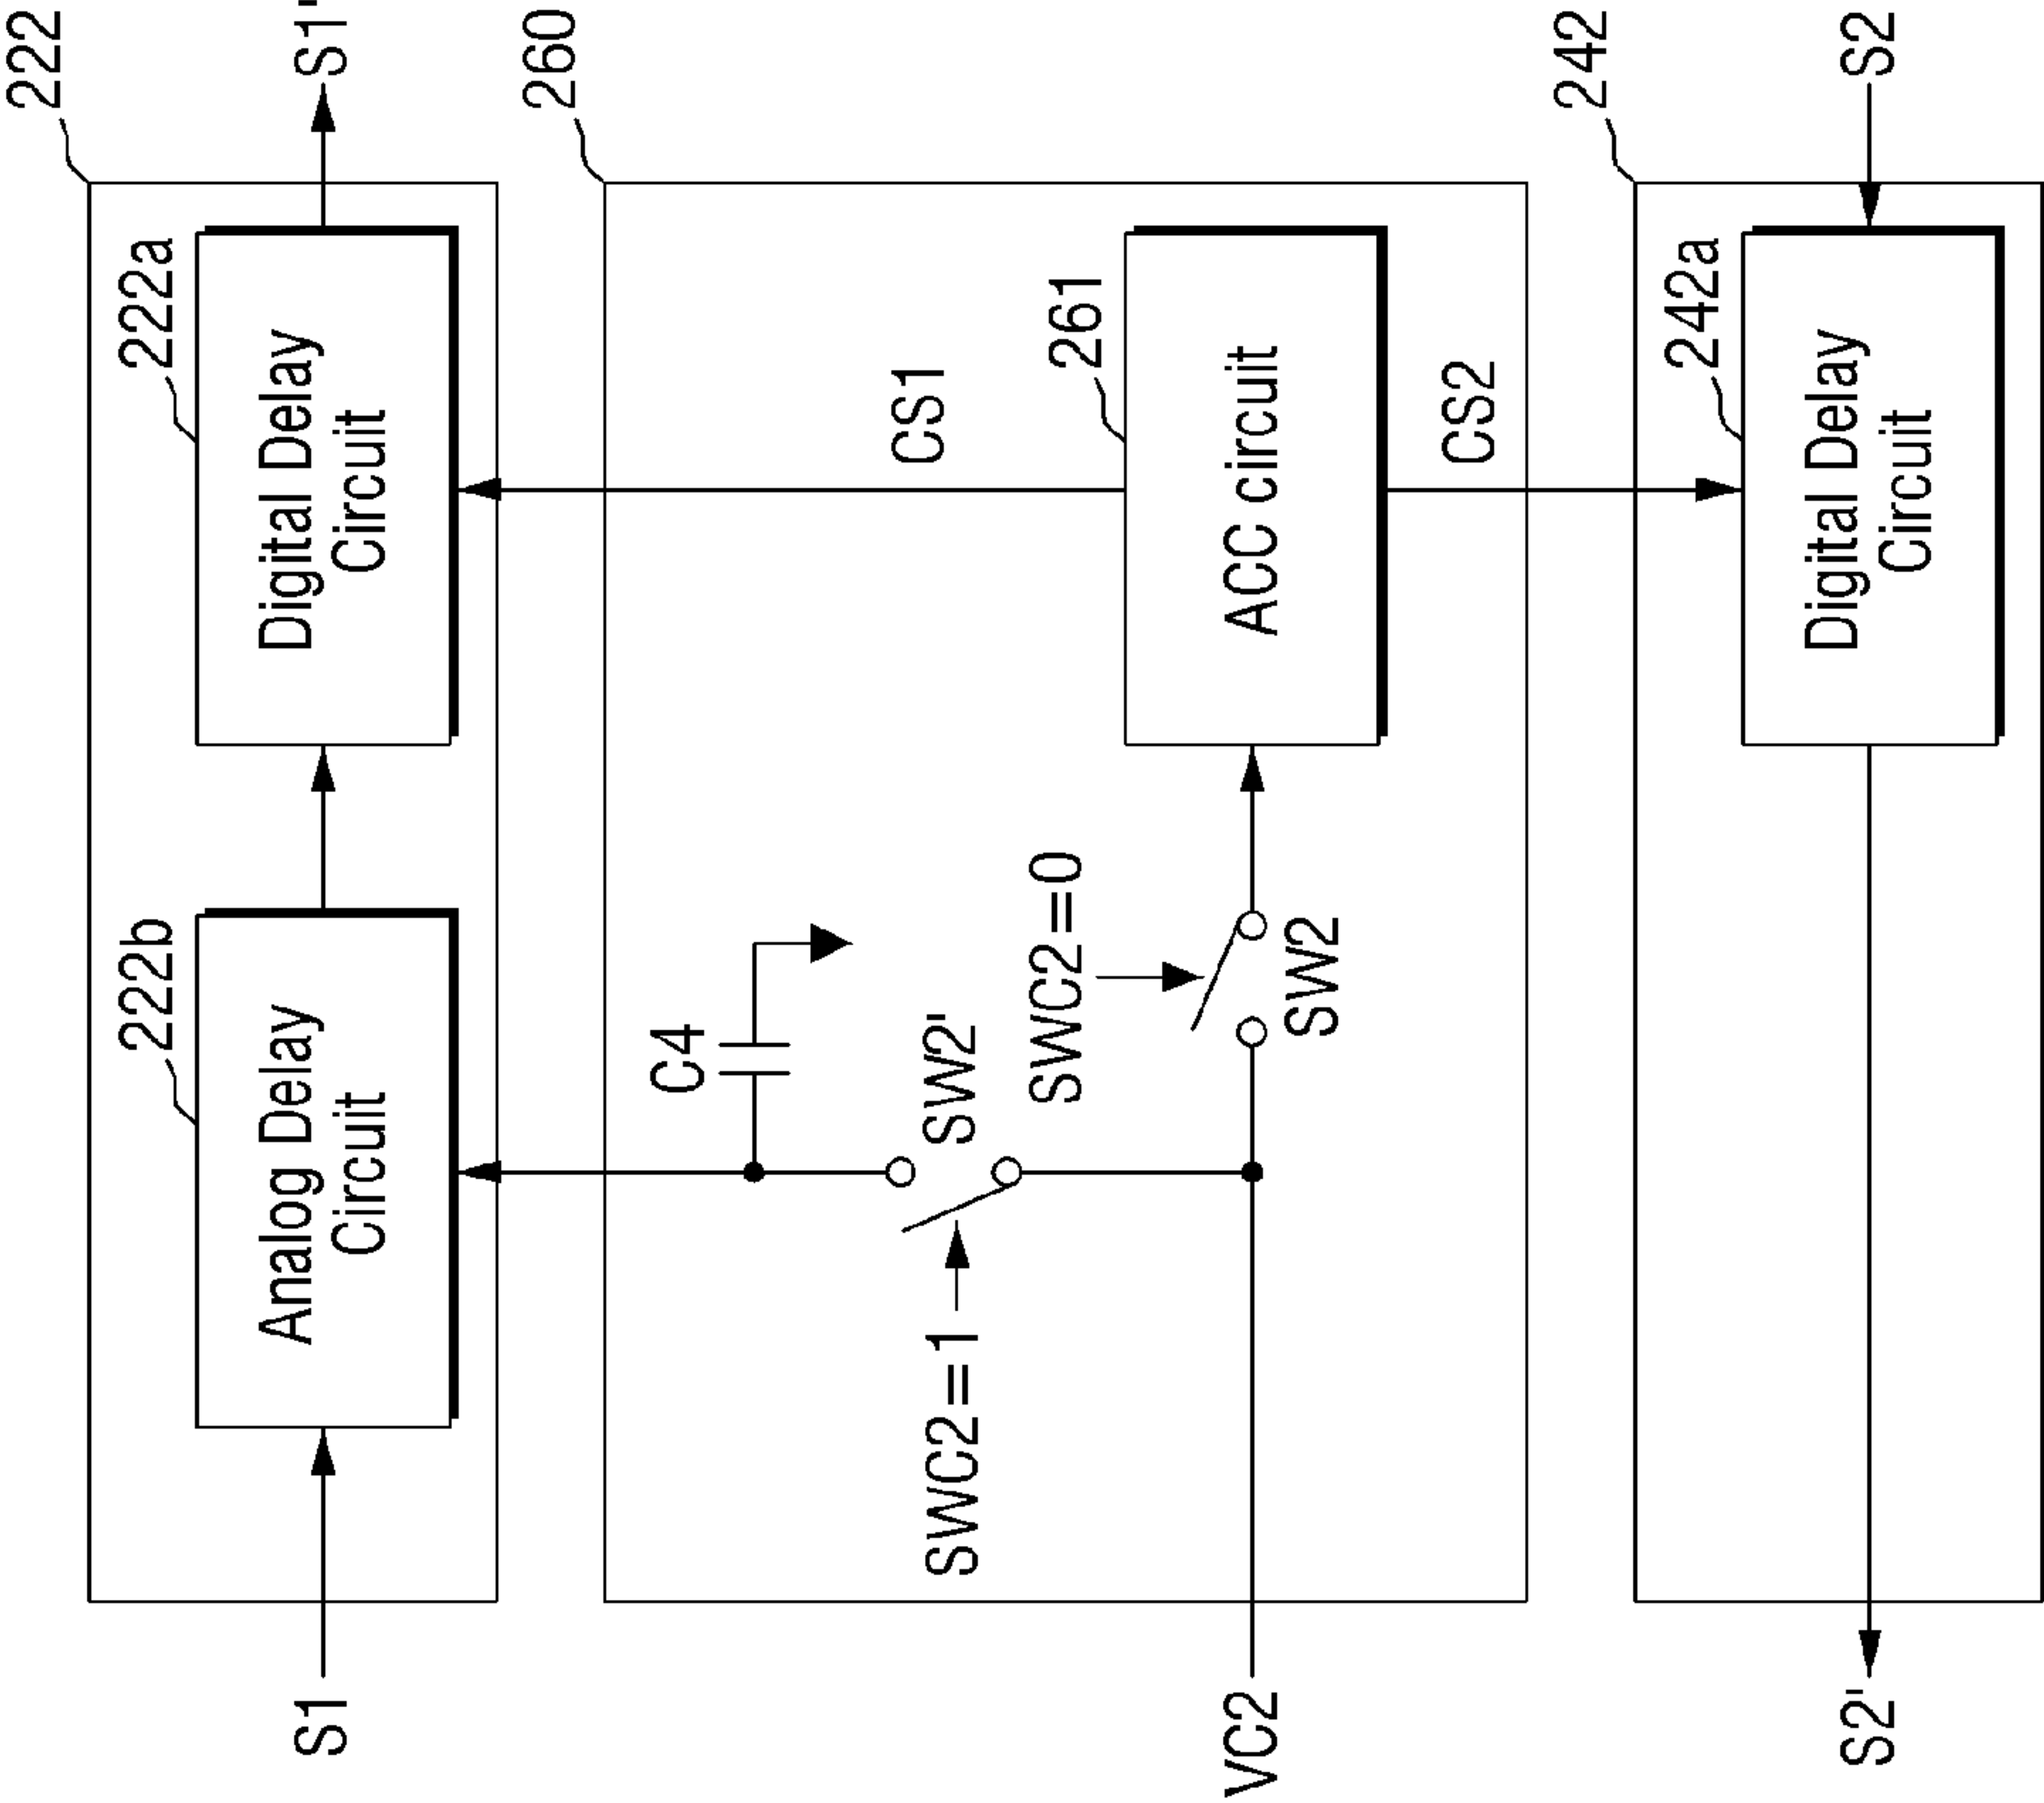 222
222b
222a
S1
Analog Delay
Circuit
Digital Delay
Circuit
S1'
260
C4
SWC2=1
SW2'
CS1
SWC2=0
261
VC2
SW2
ACC circuit
CS2
242
242a
S2'
Digital Delay
Circuit
S2